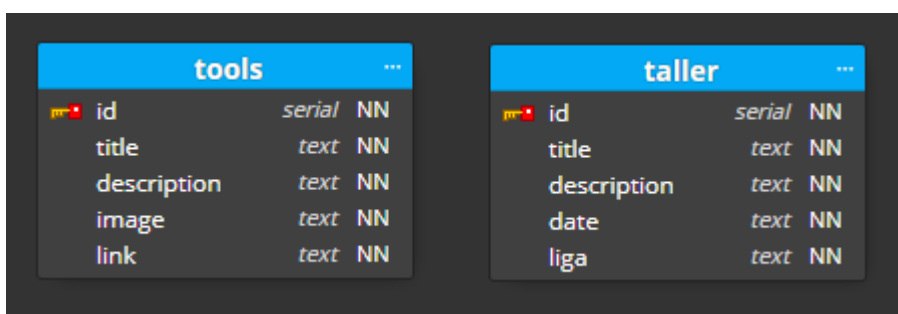 tools ...
id serial NN
title text NN
description text NN
image text NN
link text NN
taller ...
id serial NN
title text NN
description text NN
date text NN
liga text NN